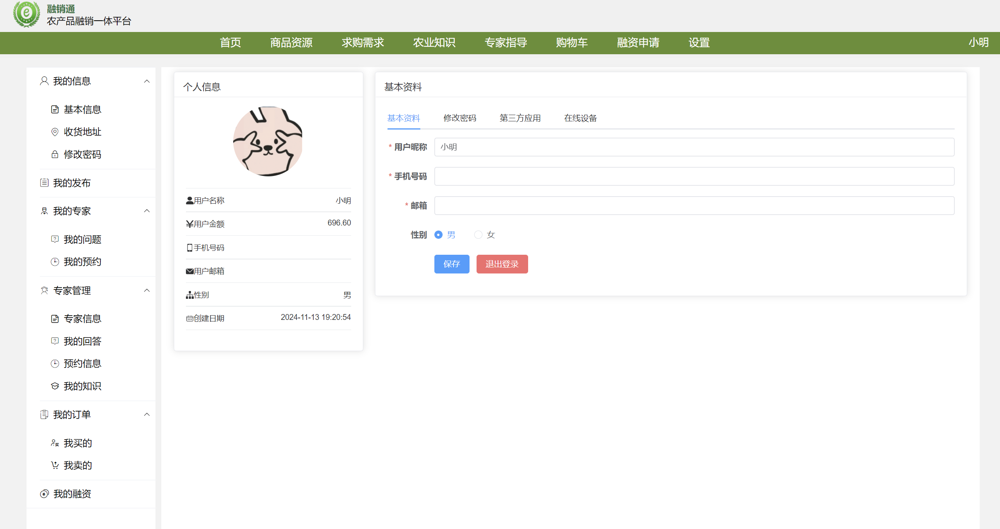 融销通
农产品融销一体平台
首页 商品资源 求购需求 农业知识 专家指导 购物车 融资申请 设置 小明
我的信息
基本信息
收货地址
修改密码
我的发布
我的专家
我的问题
我的预约
专家管理
专家信息
我的回答
预约信息
我的知识
我的订单
我买的
我卖的
我的融资
个人信息
用户名称 小明
用户金额 696.60
手机号码
用户邮箱
性别 男
创建日期 2024-11-13 19:20:54
基本资料
基本资料 修改密码 第三方应用 在线设备
* 用户昵称 小明
* 手机号码
* 邮箱
性别 男 女
保存 退出登录